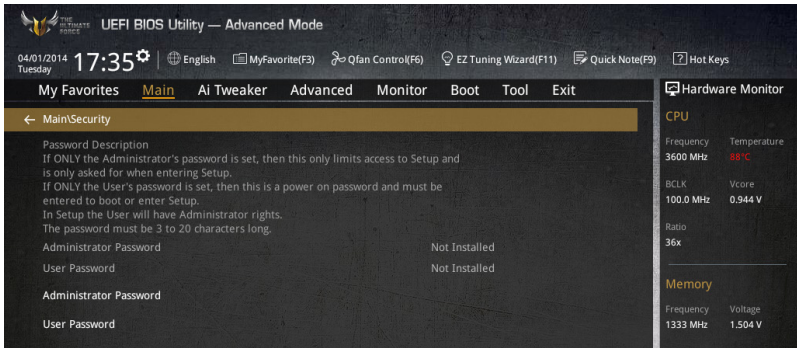 THE
ULTIMATE
FORCE
UEFI BIOS Utility — Advanced Mode
04/01/2014
Tuesday
17:35
English
MyFavorite(F3)
Qfan Control(F6)
EZ Tuning Wizard(F11)
Quick Note(F9)
? Hot Keys
My Favorites
Main
Ai Tweaker
Advanced
Monitor
Boot
Tool
Exit
Hardware Monitor
← Main\Security
Password Description
If ONLY the Administrator's password is set, then this only limits access to Setup and
is only asked for when entering Setup.
If ONLY the User's password is set, then this is a power on password and must be
entered to boot or enter Setup.
In Setup the User will have Administrator rights.
The password must be 3 to 20 characters long.
Administrator Password Not Installed
User Password Not Installed
Administrator Password
User Password
CPU
Frequency Temperature
3600 MHz 88°C
BCLK Vcore
100.0 MHz 0.944 V
Ratio
36x
Memory
Frequency Voltage
1333 MHz 1.504 V